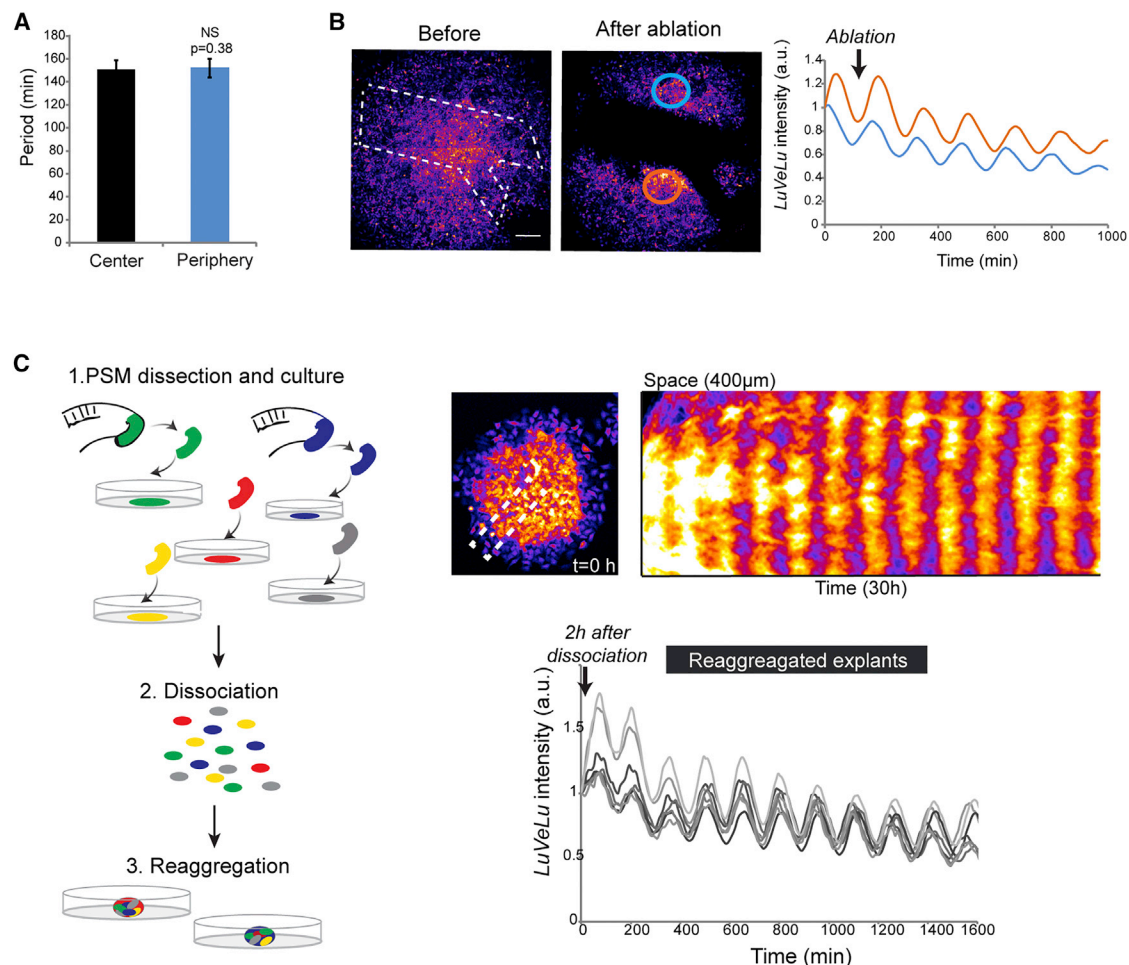 A
NS
p=0.38
180
160
140
120
100
80
60
40
20
0
Period (min)
Center
Periphery
B
Before
After ablation
Ablation
1.4
1.2
1
0.8
0.6
0.4
0.2
0
LuVeLu intensity (a.u.)
0
200
400
600
800
1000
Time (min)
C
1.PSM dissection and culture
2. Dissociation
3. Reaggregation
t=0 h
Space (400µm)
Time (30h)
2h after
dissociation
Reaggreagated explants
1.5
1
0.5
0
LuVeLu intensity (a.u.)
0
200
400
600
800
1000
1200
1400
1600
Time (min)